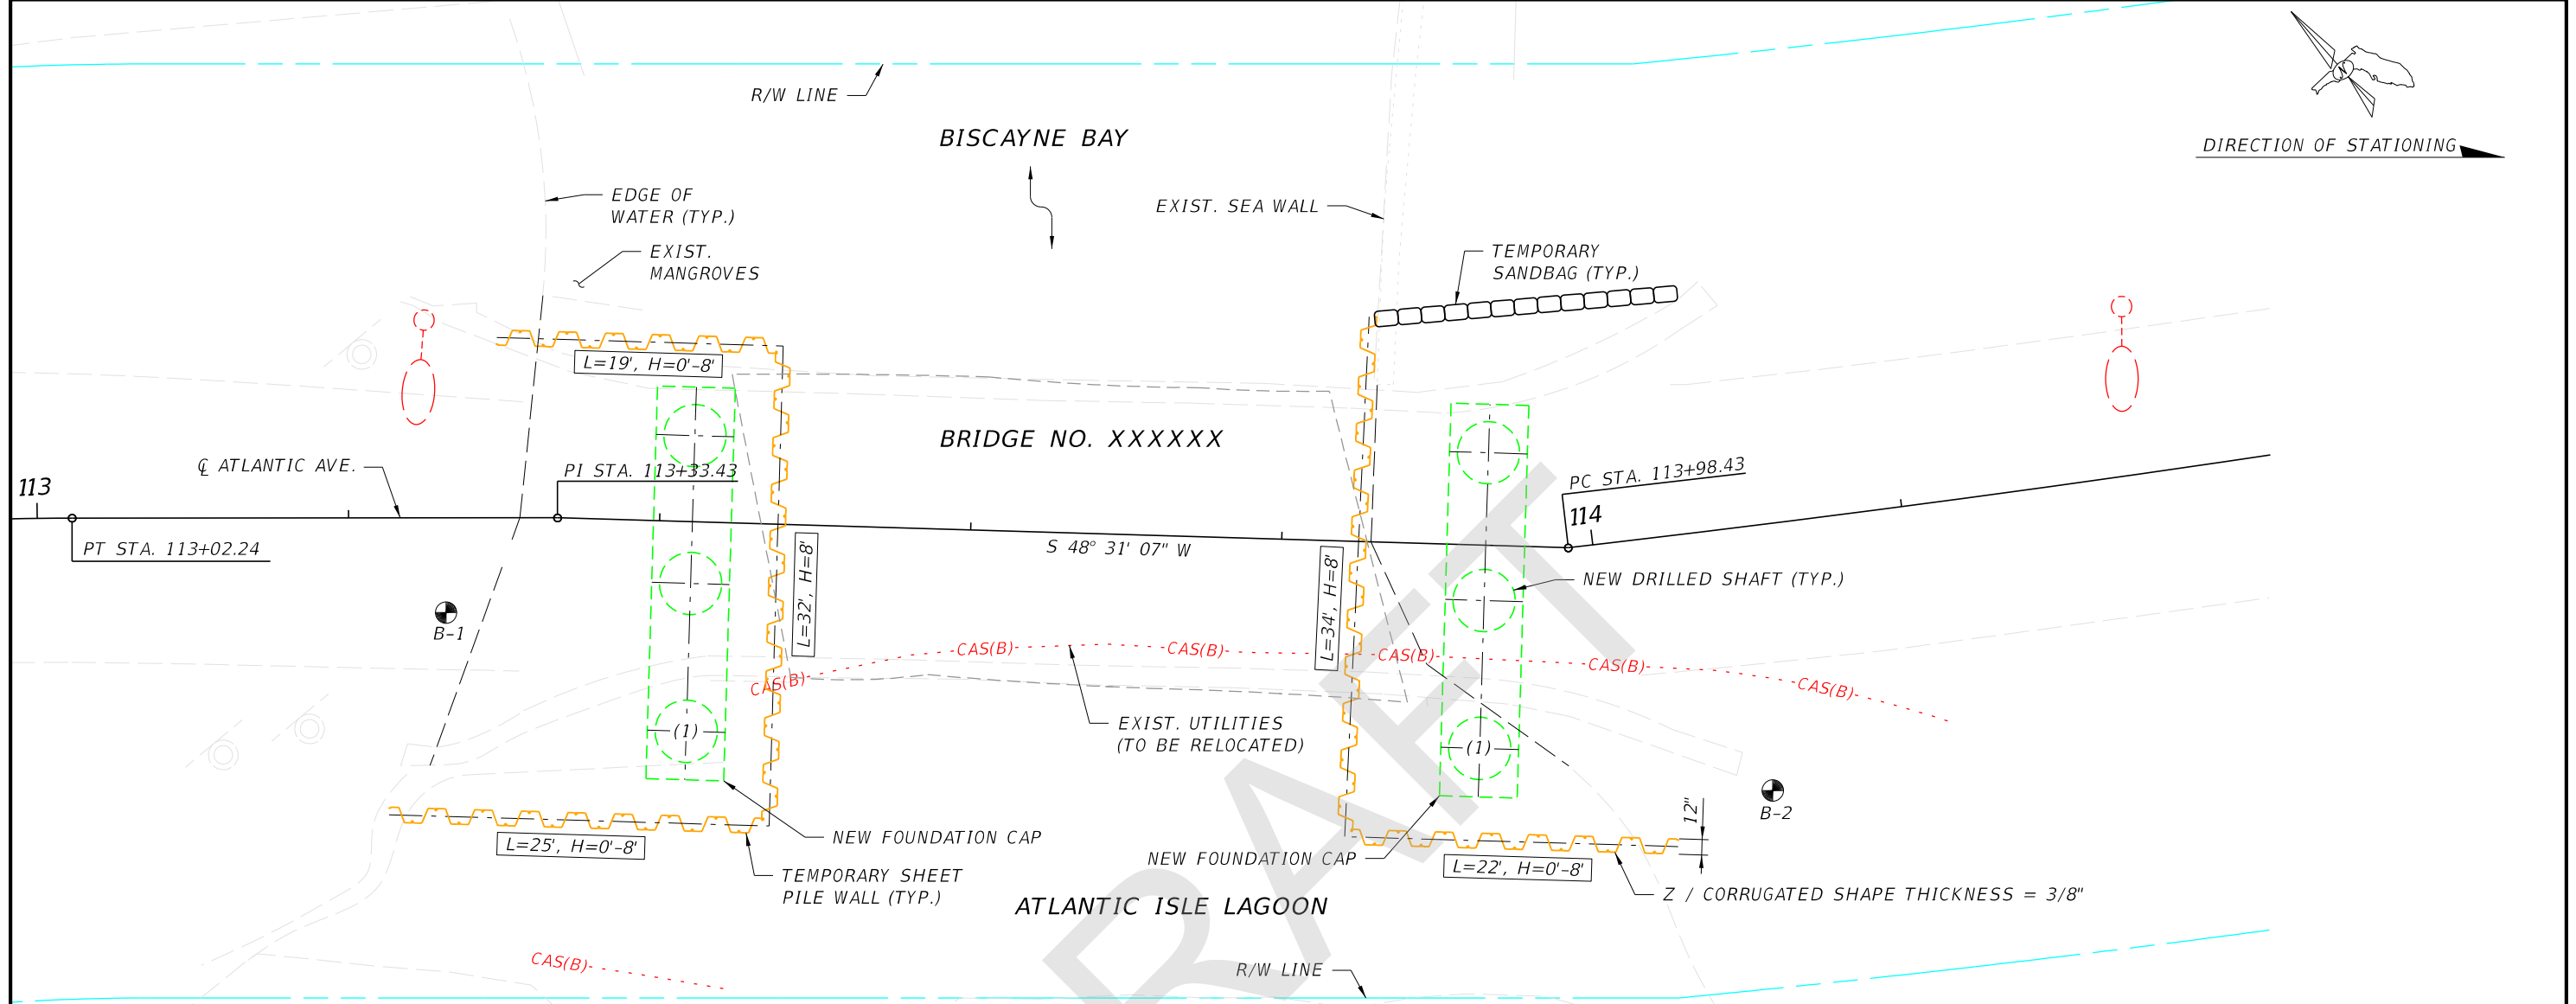 R/W LINE
BISCAYNE BAY
DIRECTION OF STATIONING
N
EDGE OF
WATER (TYP.)
EXIST. SEA WALL
EXIST.
MANGROVES
TEMPORARY
SANDBAG (TYP.)
L=19', H=0'-8'
BRIDGE NO. XXXXXX
℄ ATLANTIC AVE.
PI STA. 113+33.43
PC STA. 113+98.43
113
114
PT STA. 113+02.24
S 48° 31' 07" W
L=32', H=8'
L=34', H=8'
NEW DRILLED SHAFT (TYP.)
B-1
CAS(B)
CAS(B)
CAS(B)
CAS(B)
CAS(B)
CAS(B)
EXIST. UTILITIES
(TO BE RELOCATED)
(1)
(1)
B-2
12"
NEW FOUNDATION CAP
L=25', H=0'-8'
NEW FOUNDATION CAP
L=22', H=0'-8'
TEMPORARY SHEET
PILE WALL (TYP.)
Z / CORRUGATED SHAPE THICKNESS = 3/8"
ATLANTIC ISLE LAGOON
CAS(B)
R/W LINE
RAFT